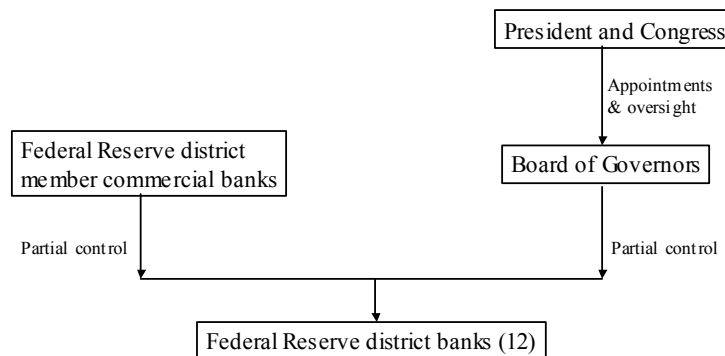 President and Congress
Appointments
& oversight
Federal Reserve district
member commercial banks
Board of Governors
Partial control
Partial control
Federal Reserve district banks (12)